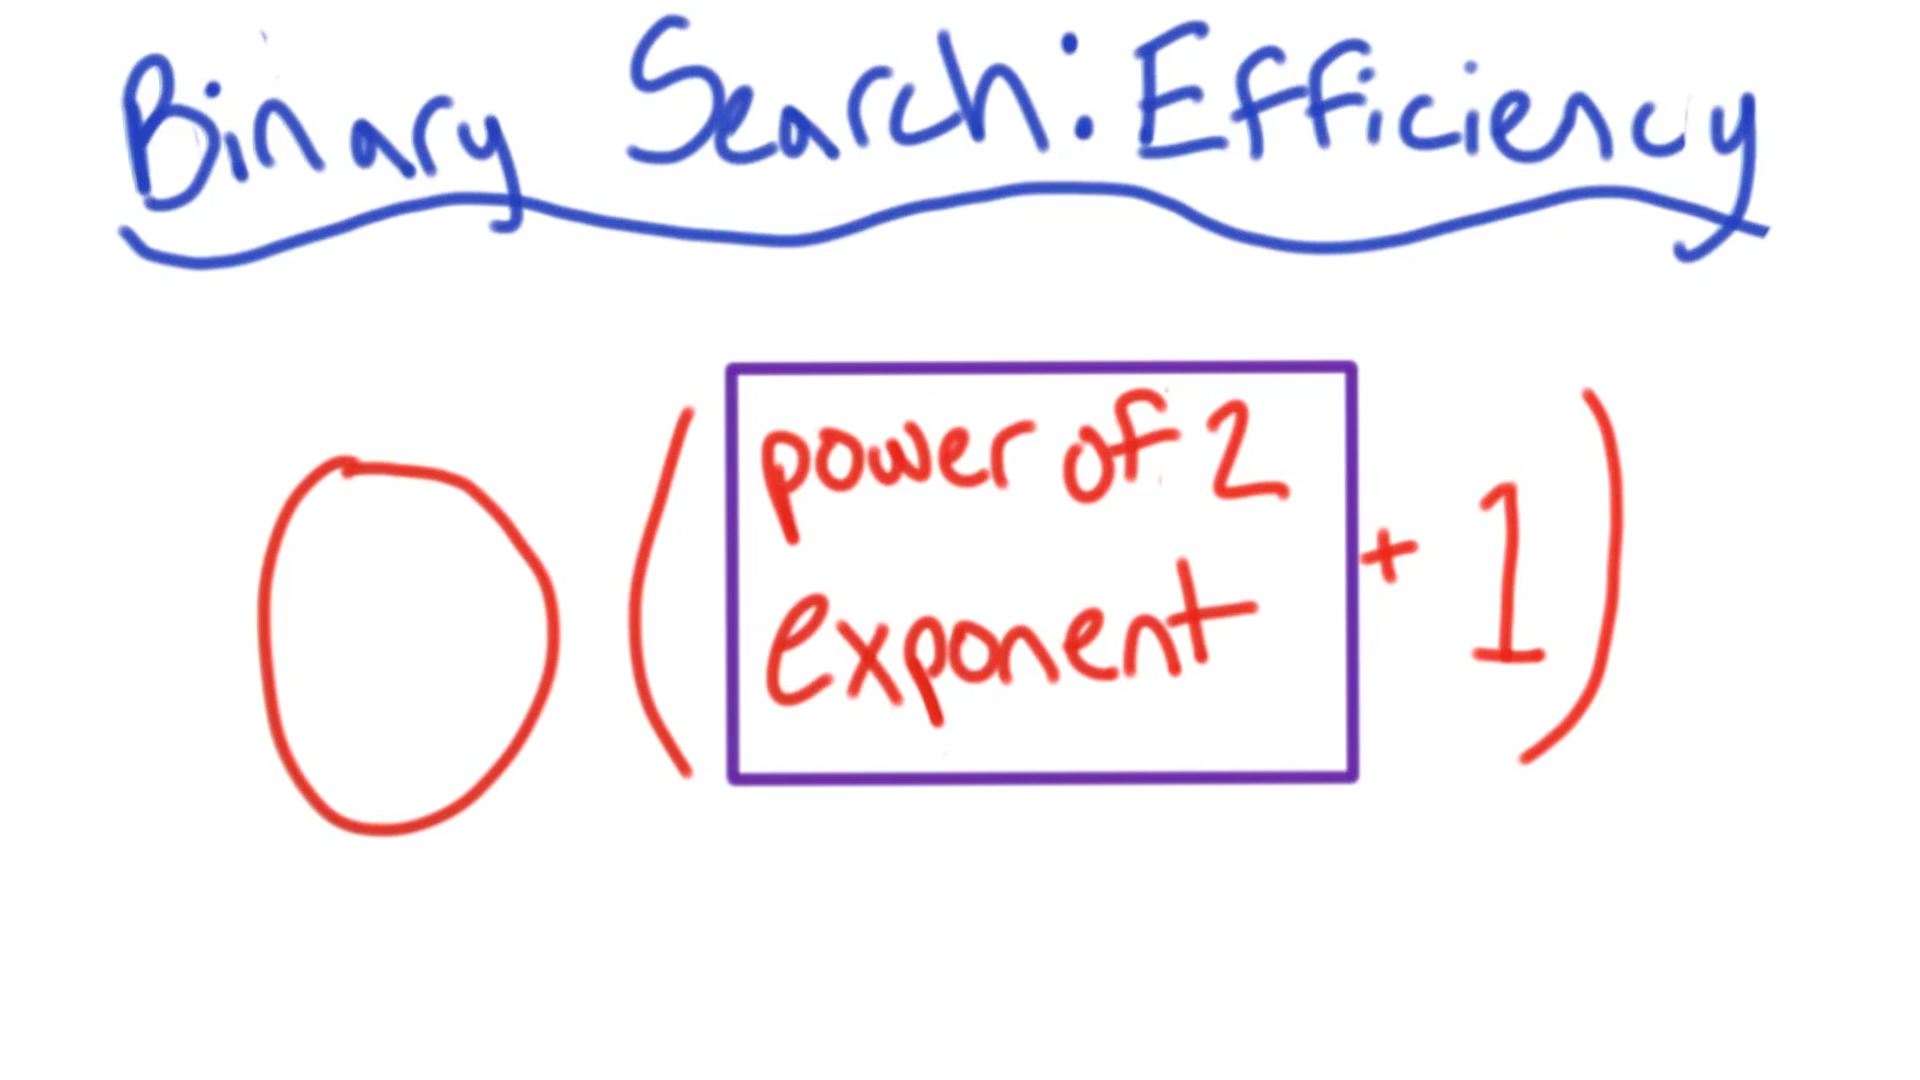 Binary Search: Efficiency
O ( power of 2
exponent + 1 )